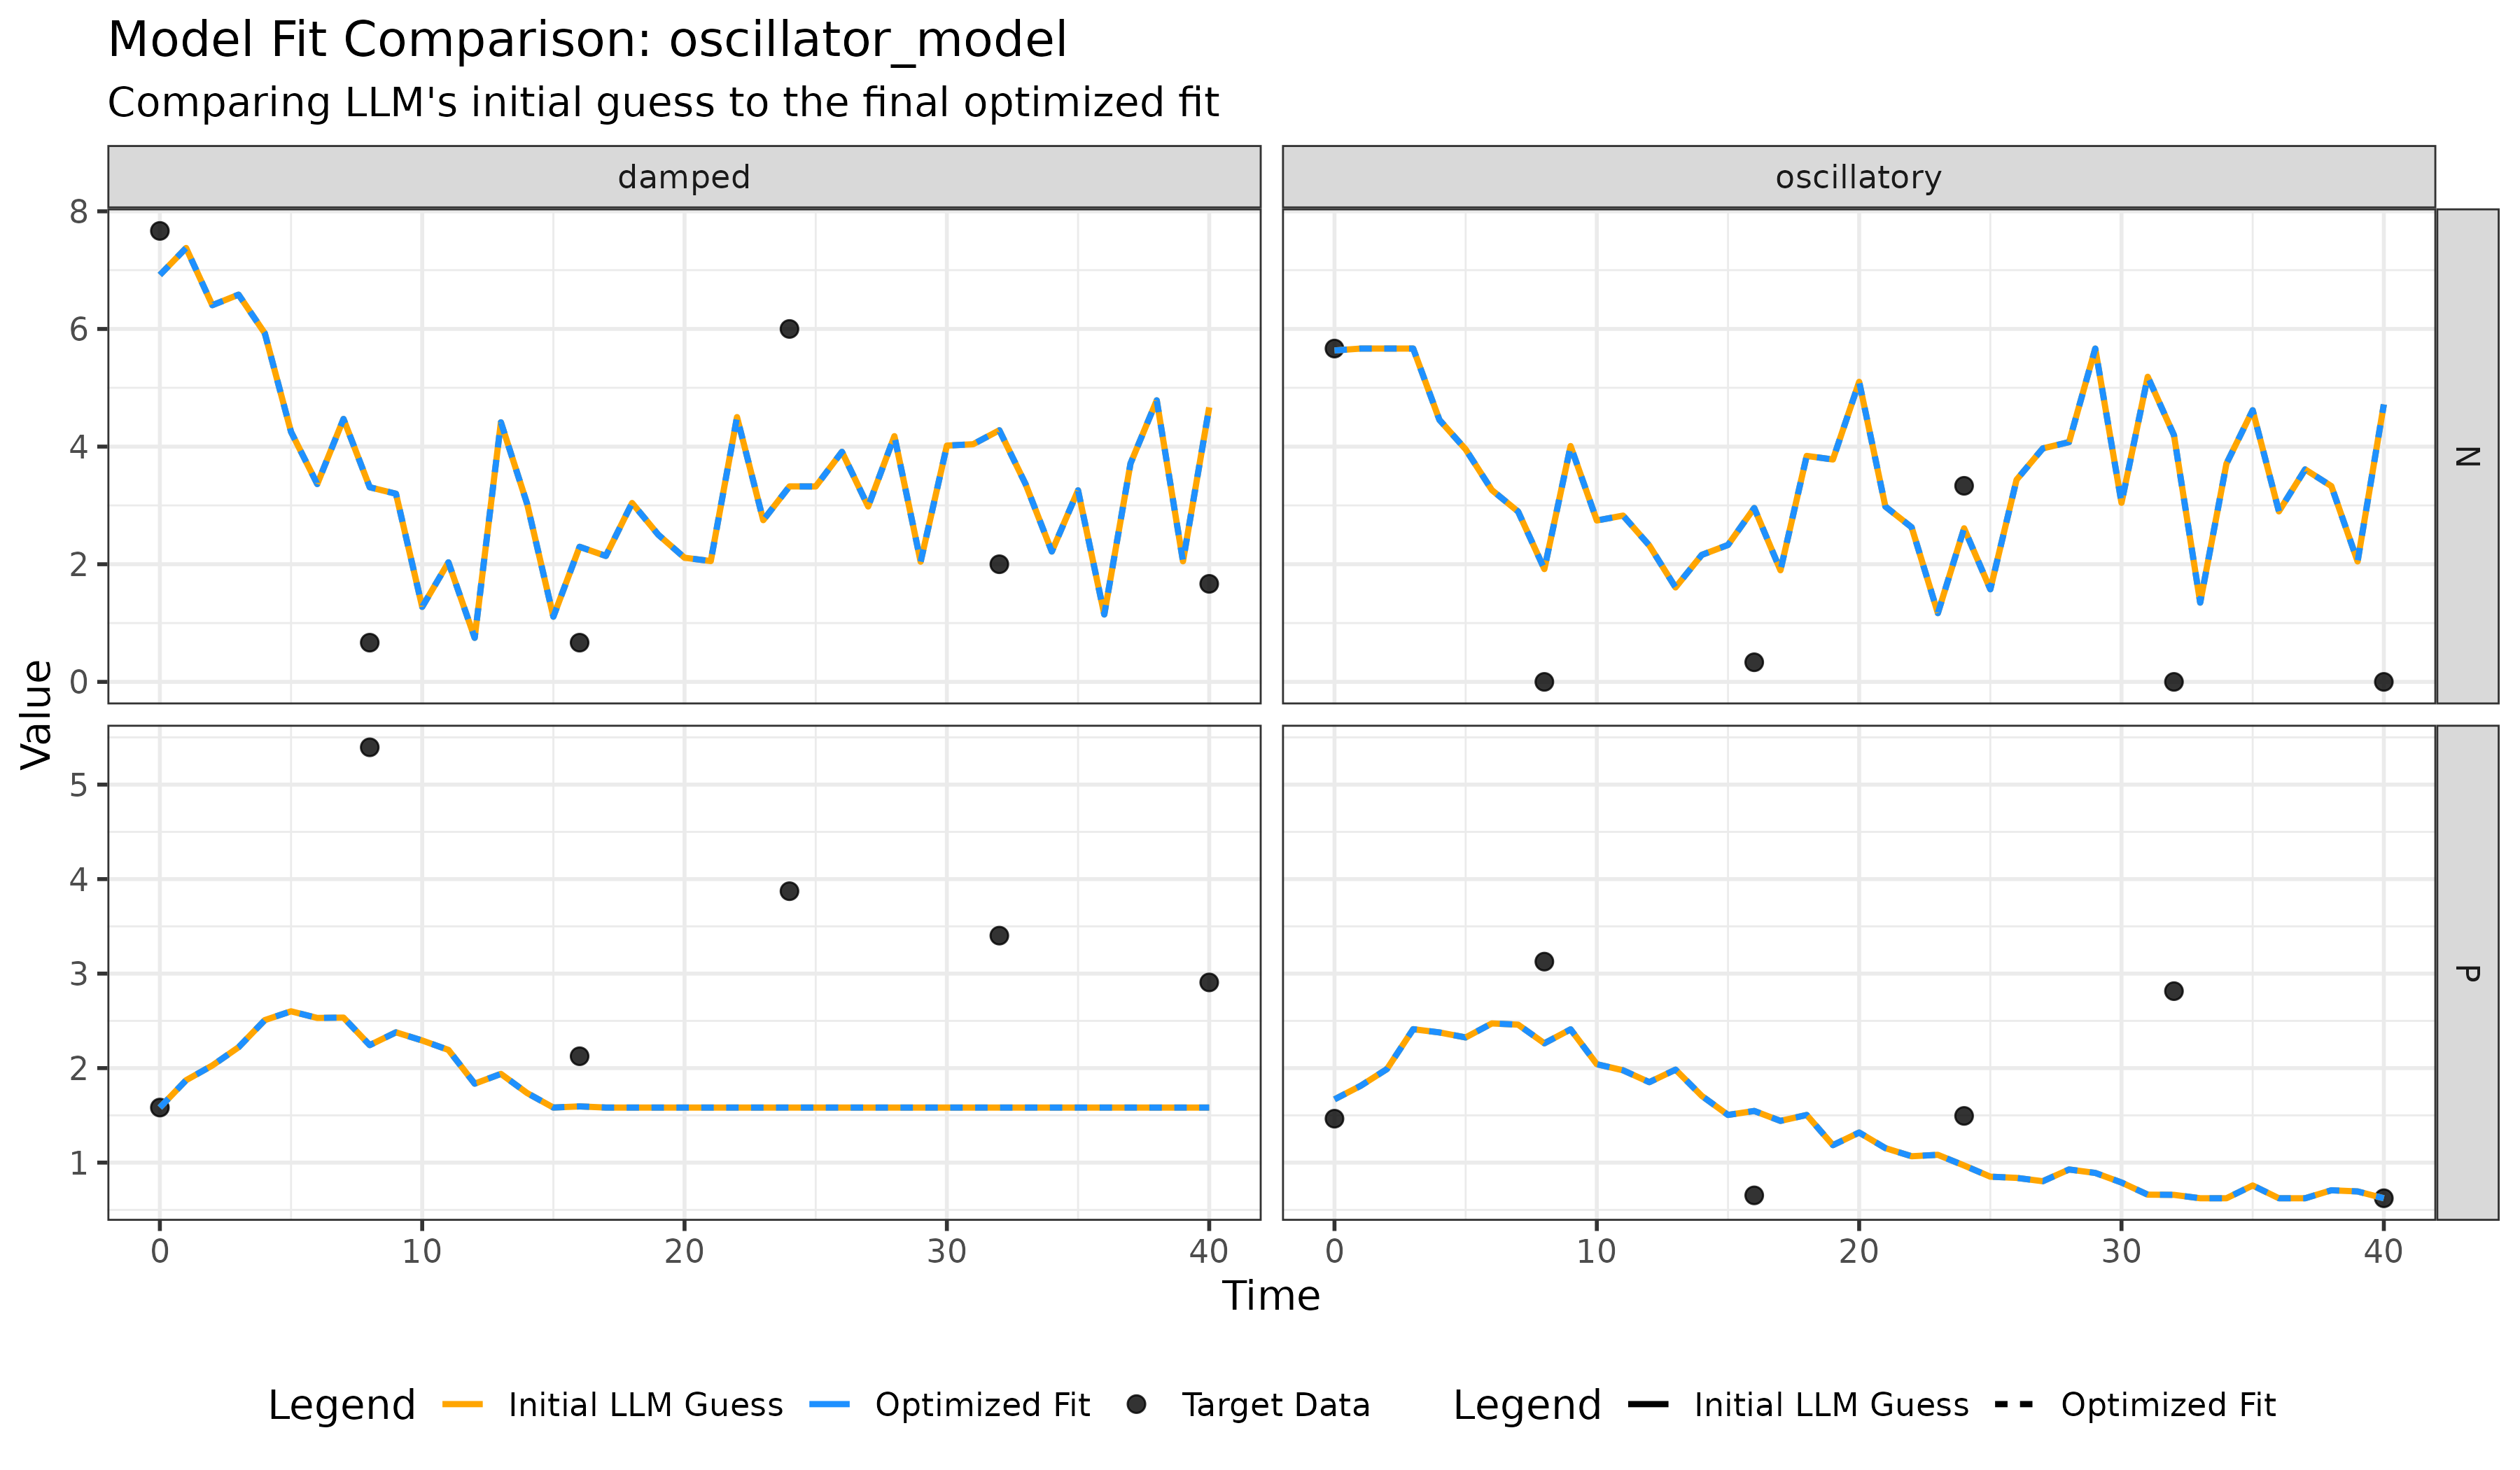 Model Fit Comparison: oscillator_model
Comparing LLM's initial guess to the final optimized fit
damped
oscillatory
8
6
4
2
0
N
Value
5
4
3
2
1
P
0 10 20 30 40
0 10 20 30 40
Time
Legend Initial LLM Guess Optimized Fit Target Data
Legend Initial LLM Guess Optimized Fit